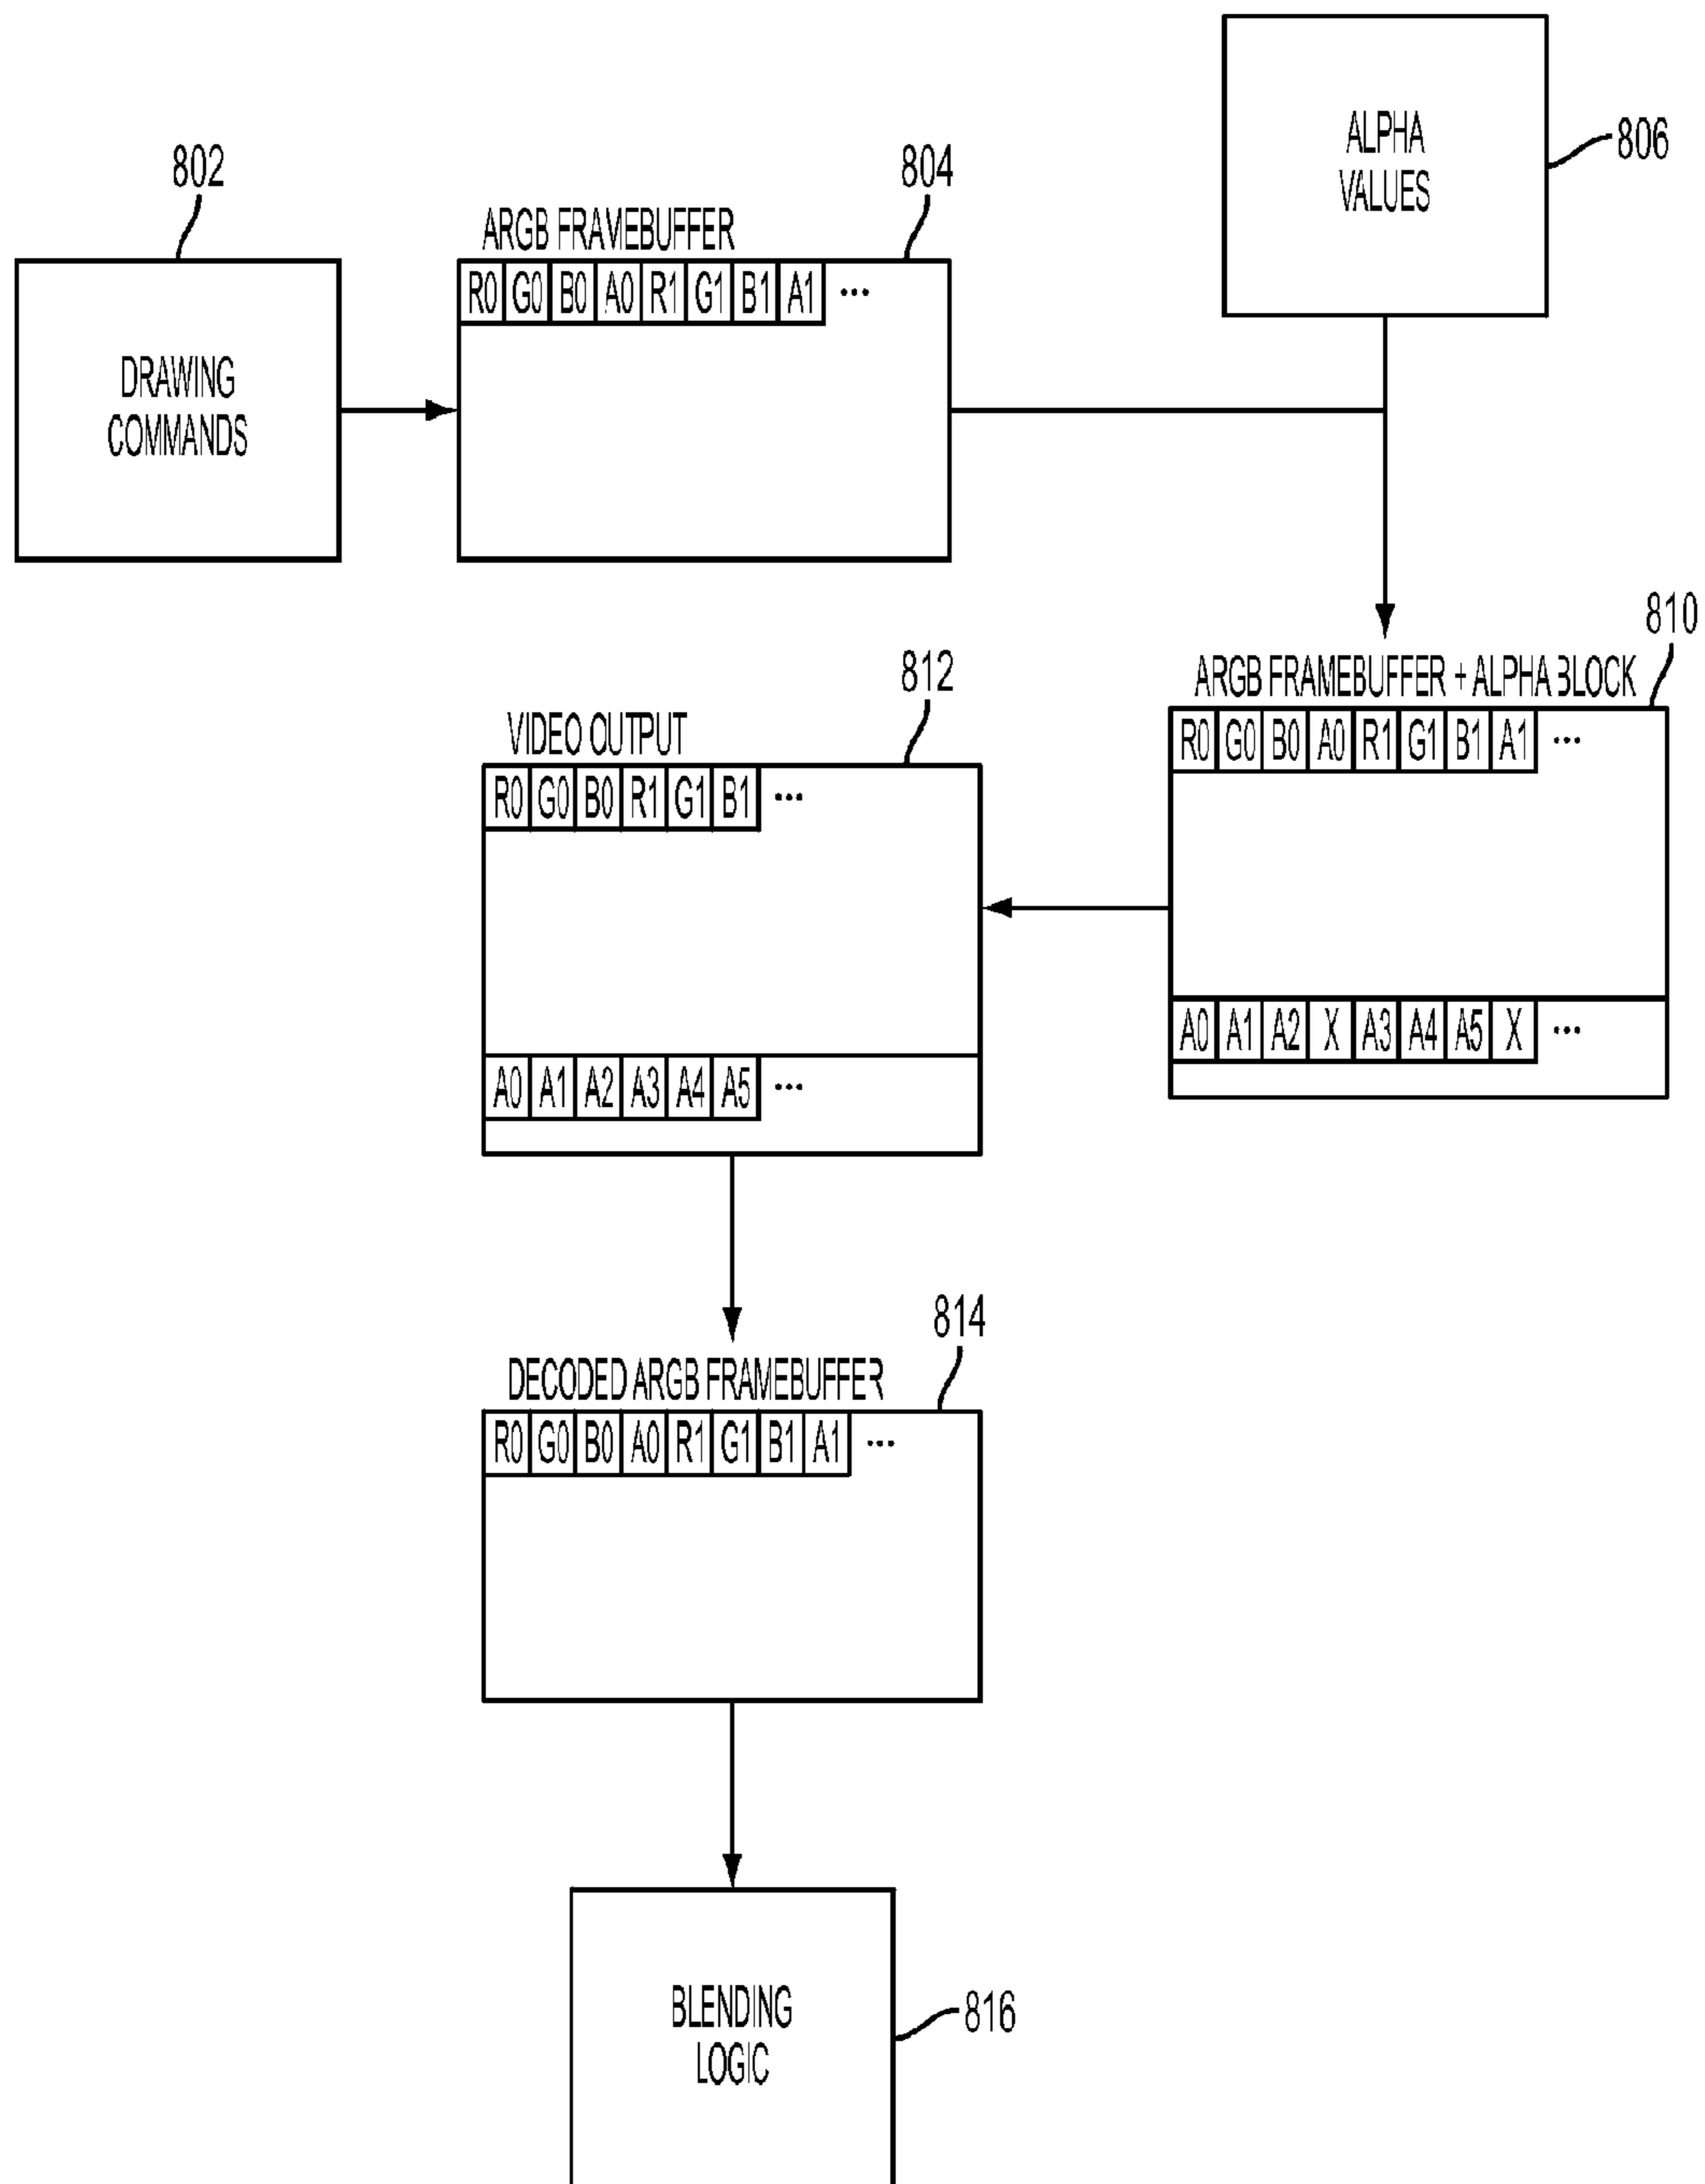 802
DRAWING
COMMANDS
804
ARGB FRAMEBUFFER
R0 G0 B0 A0 R1 G1 B1 A1 ...
ALPHA
VALUES
806
810
ARGB FRAMEBUFFER + ALPHA BLOCK
R0 G0 B0 A0 R1 G1 B1 A1 ...
A0 A1 A2 X A3 A4 A5 X ...
812
VIDEO OUTPUT
R0 G0 B0 R1 G1 B1 ...
A0 A1 A2 A3 A4 A5 ...
814
DECODED ARGB FRAMEBUFFER
R0 G0 B0 A0 R1 G1 B1 A1 ...
BLENDING
LOGIC
816